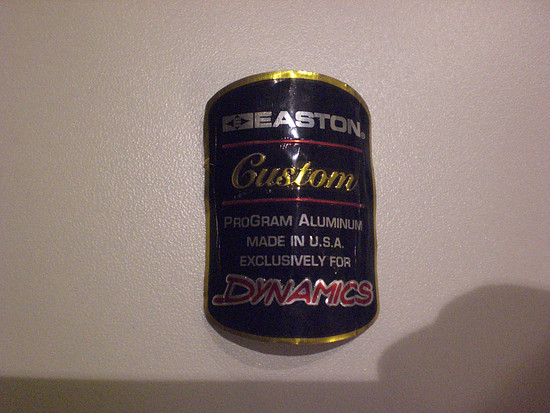 EASTON®
Custom
PROGRAM ALUMINUM
MADE IN U.S.A.
EXCLUSIVELY FOR
DYNAMICS